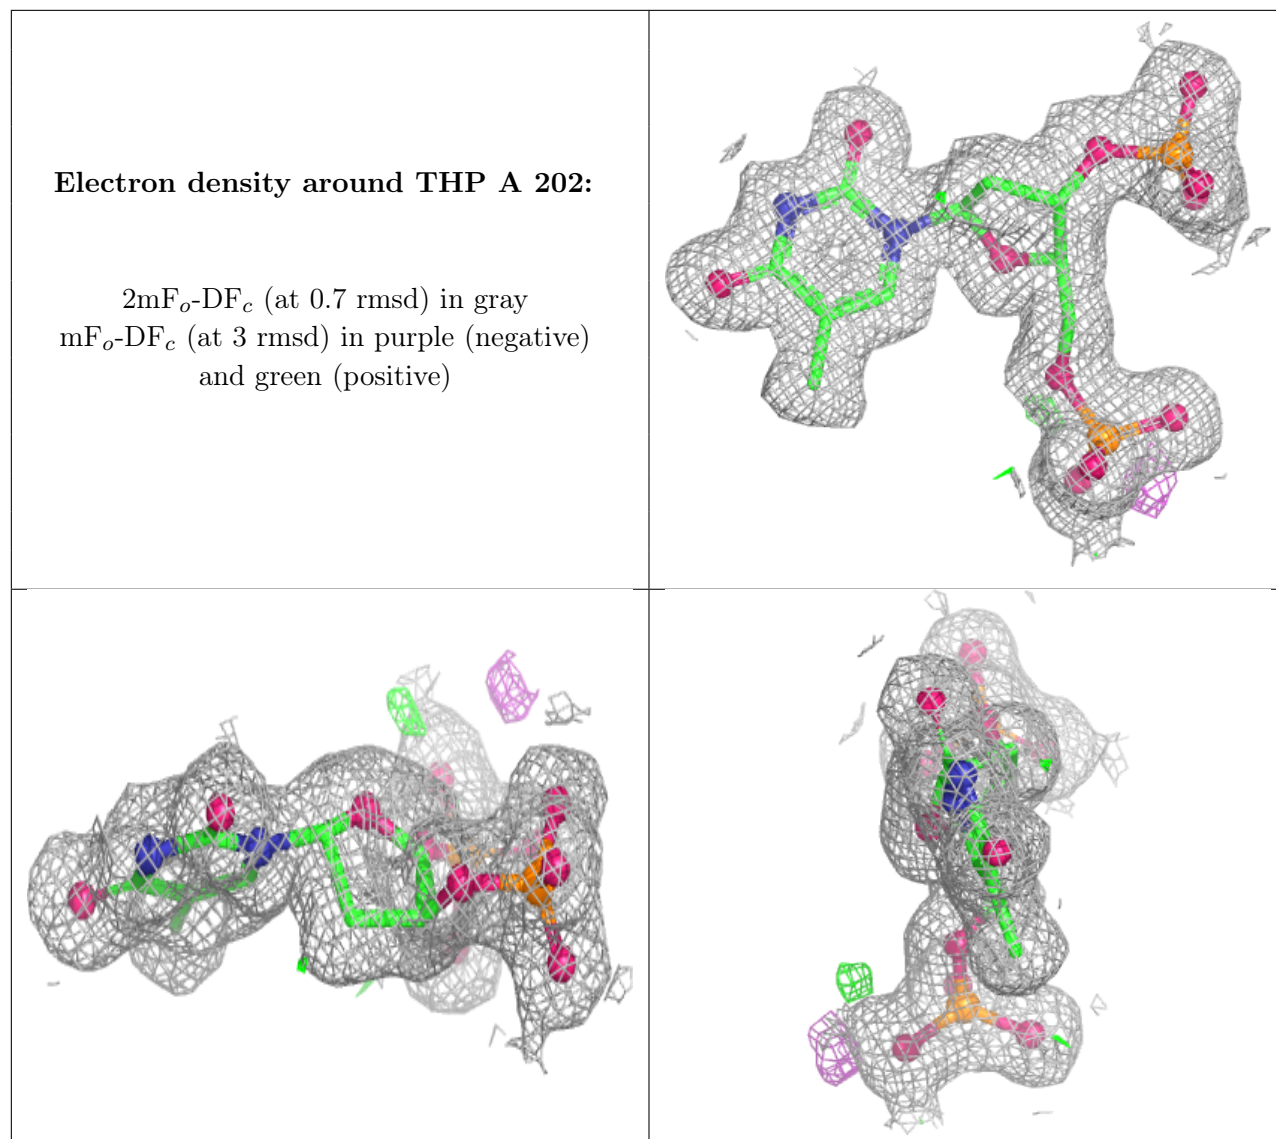 Electron density around THP A 202:
2mFₒ-DF𝒸 (at 0.7 rmsd) in gray
mFₒ-DF𝒸 (at 3 rmsd) in purple (negative)
and green (positive)